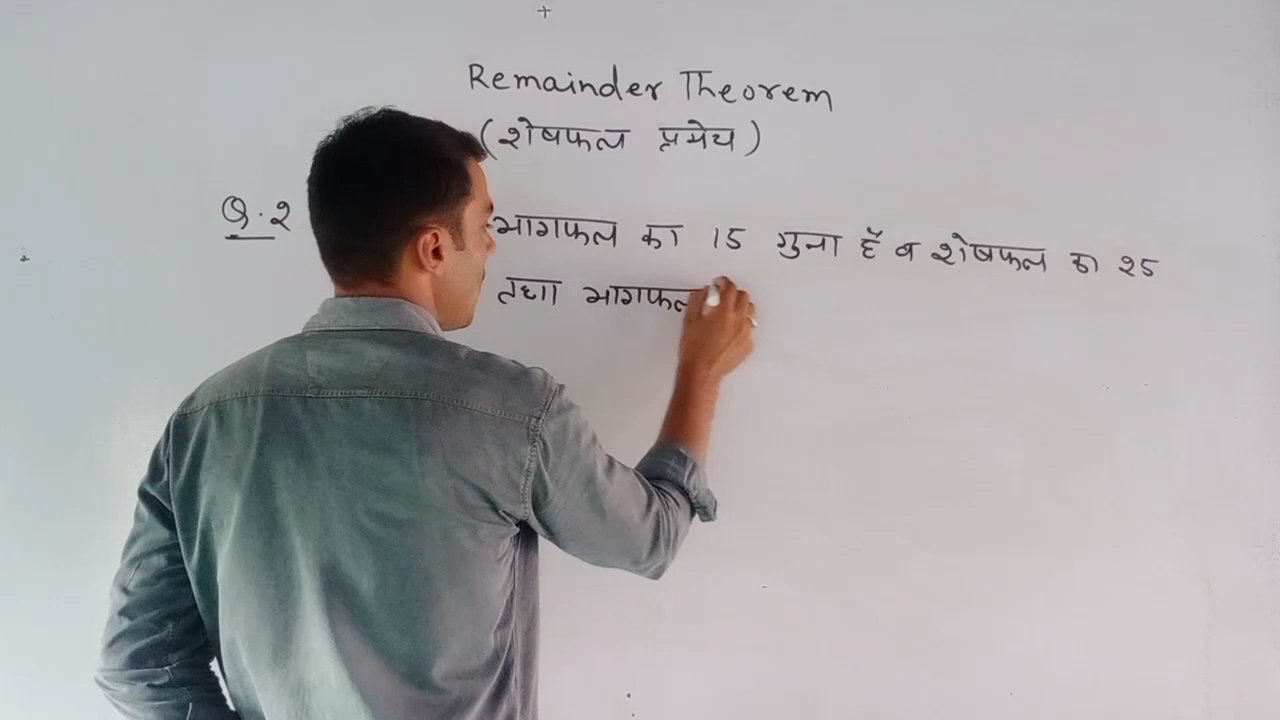 Remainder Theorem
(शेषफल प्रमेय)
Q.2 भागफल का 15 गुना है व शेषफल का 25
तथा भागफल